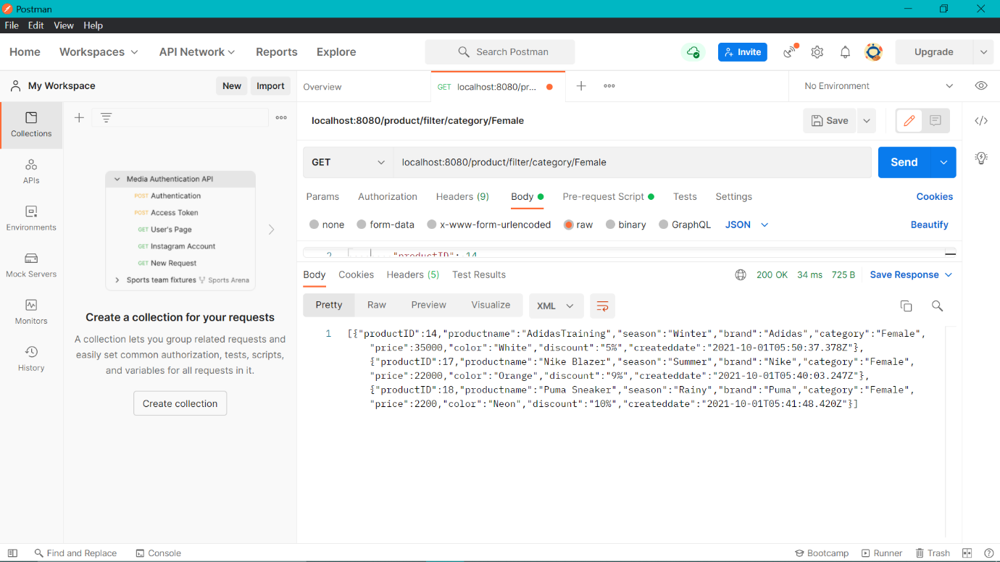 Postman
File Edit View Help
Home Workspaces API Network Reports Explore Search Postman Invite Upgrade
My Workspace New Import Overview GET localhost:8080/pr... No Environment
Collections
APIs
Environments
Mock Servers
Monitors
History
Media Authentication API
POST Authentication
POST Access Token
GET User's Page
GET Instagram Account
GET New Request
Sports team fixtures Sports Arena
Create a collection for your requests
A collection lets you group related requests and
easily set common authorization, tests, scripts,
and variables for all requests in it.
Create collection
localhost:8080/product/filter/category/Female Save
GET localhost:8080/product/filter/category/Female Send
Params Authorization Headers (9) Body Pre-request Script Tests Settings Cookies
none form-data x-www-form-urlencoded raw binary GraphQL JSON Beautify
2 "productID": 14
Body Cookies Headers (5) Test Results 200 OK 34 ms 725 B Save Response
Pretty Raw Preview Visualize XML
1 [{"productID":14,"productname":"AdidasTraining","season":"Winter","brand":"Adidas","category":"Female",
"price":35000,"color":"White","discount":"5%","createddate":"2021-10-01T05:50:37.378Z"},
{"productID":17,"productname":"Nike Blazer","season":"Summer","brand":"Nike","category":"Female",
"price":22000,"color":"Orange","discount":"9%","createddate":"2021-10-01T05:40:03.247Z"},
{"productID":18,"productname":"Puma Sneaker","season":"Rainy","brand":"Puma","category":"Female",
"price":2200,"color":"Neon","discount":"10%","createddate":"2021-10-01T05:41:48.420Z"}]
Find and Replace Console Bootcamp Runner Trash